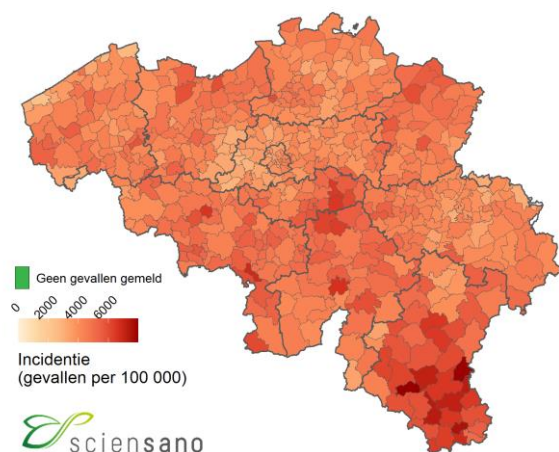 Geen gevallen gemeld
0
2000
4000
6000
Incidentie
(gevallen per 100 000)
sciensano